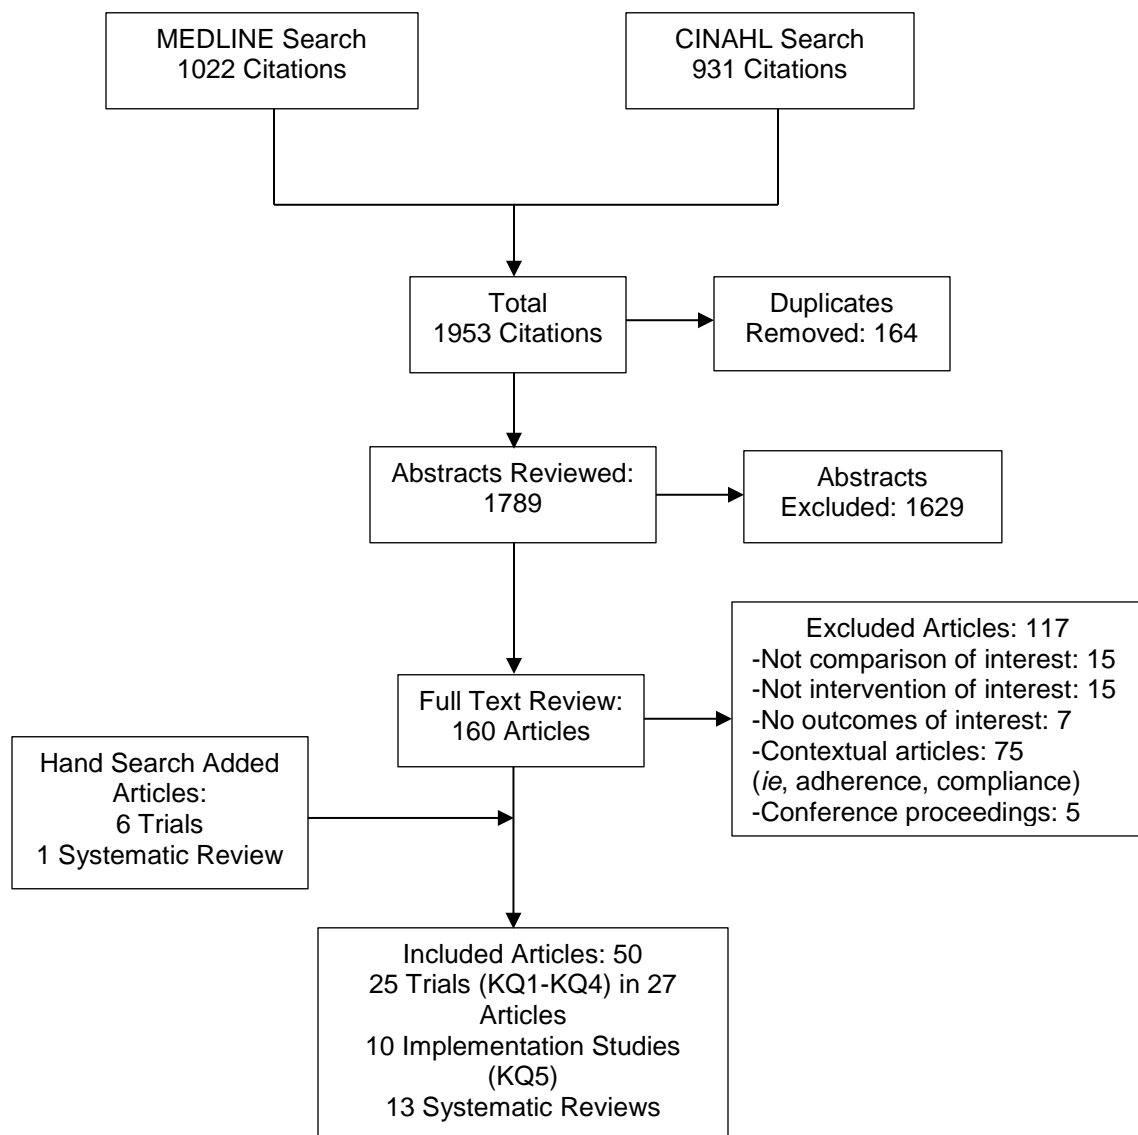 MEDLINE Search
1022 Citations
CINAHL Search
931 Citations
Total
1953 Citations
Duplicates
Removed: 164
Abstracts Reviewed:
1789
Abstracts
Excluded: 1629
Full Text Review:
160 Articles
Excluded Articles: 117
-Not comparison of interest: 15
-Not intervention of interest: 15
-No outcomes of interest: 7
-Contextual articles: 75
(ie, adherence, compliance)
-Conference proceedings: 5
Hand Search Added
Articles:
6 Trials
1 Systematic Review
Included Articles: 50
25 Trials (KQ1-KQ4) in 27
Articles
10 Implementation Studies
(KQ5)
13 Systematic Reviews